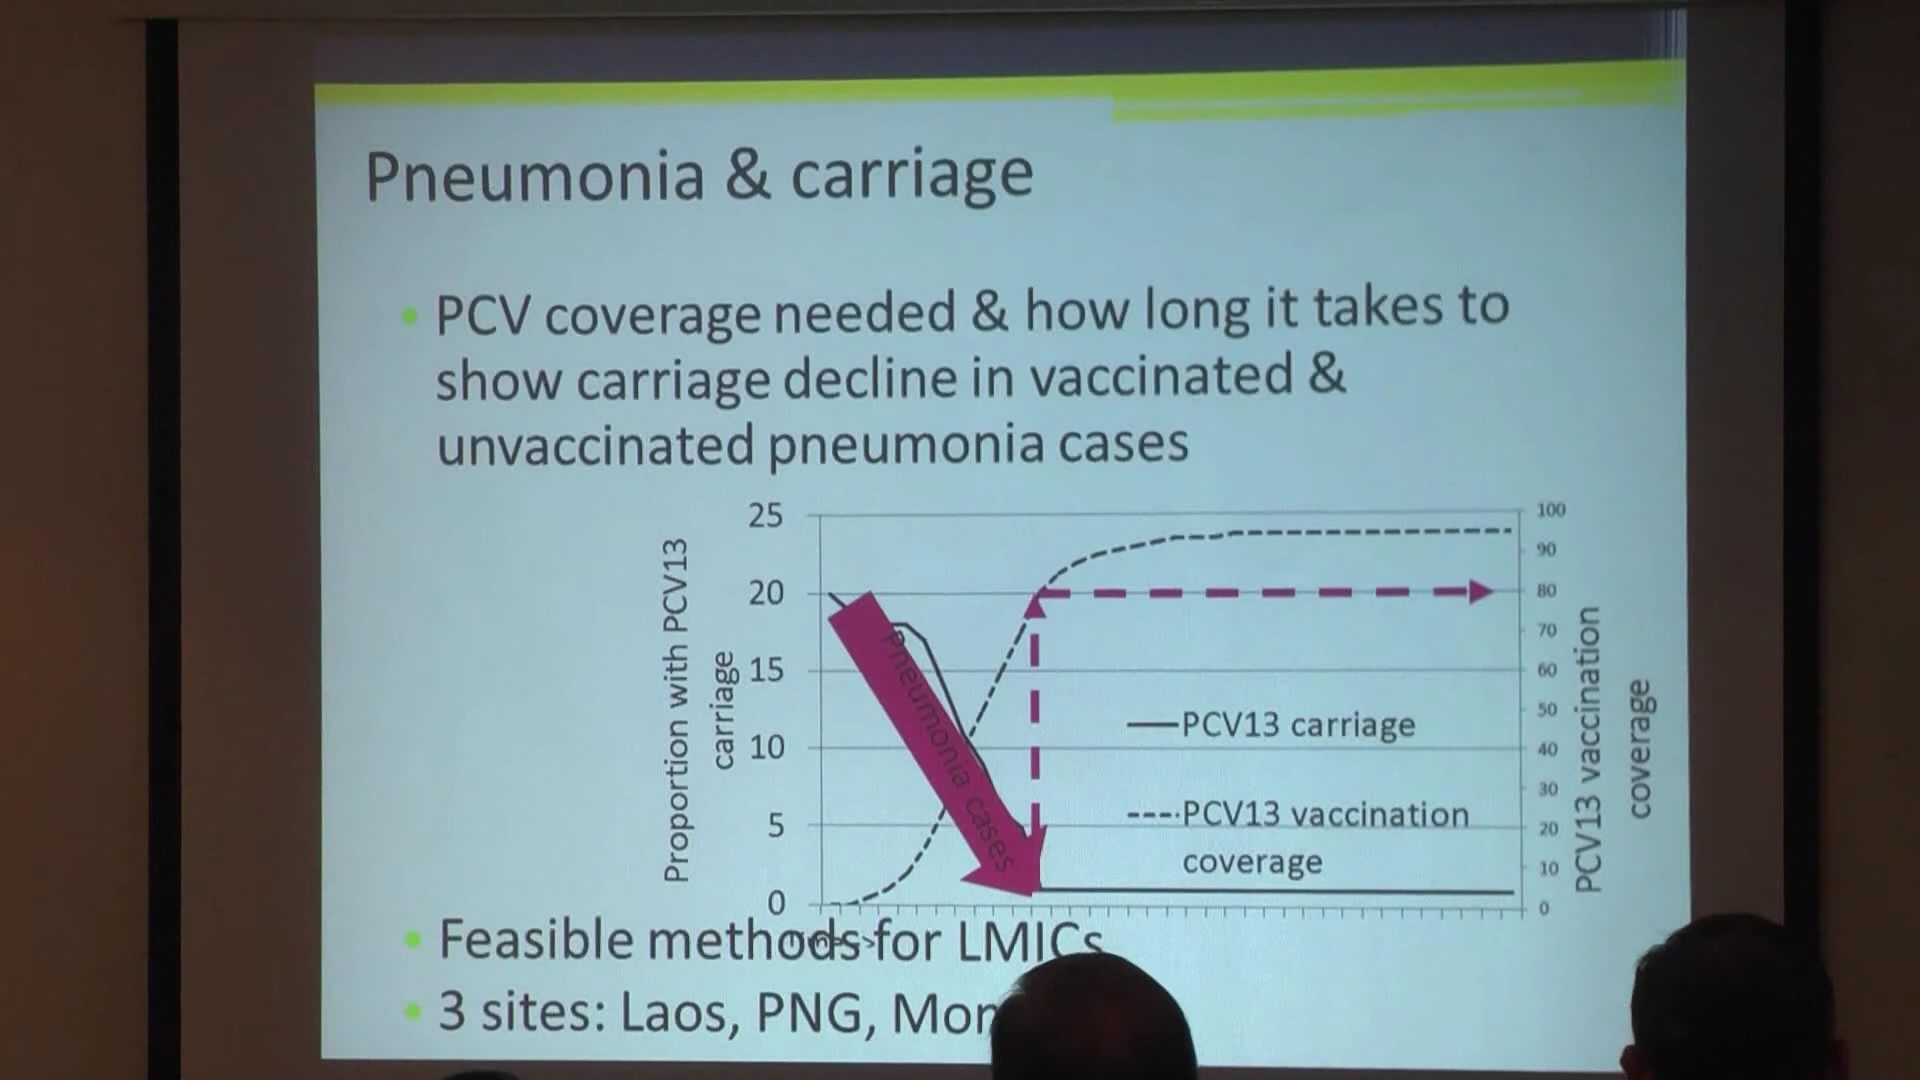 Pneumonia & carriage
• PCV coverage needed & how long it takes to
show carriage decline in vaccinated &
unvaccinated pneumonia cases
Proportion with PCV13
carriage
25
20
15
10
5
0
Pneumonia cases
PCV13 carriage
PCV13 vaccination
coverage
100
90
80
70
60
50
40
30
20
10
0
PCV13 vaccination
coverage
• Feasible methods for LMICs
• 3 sites: Laos, PNG,